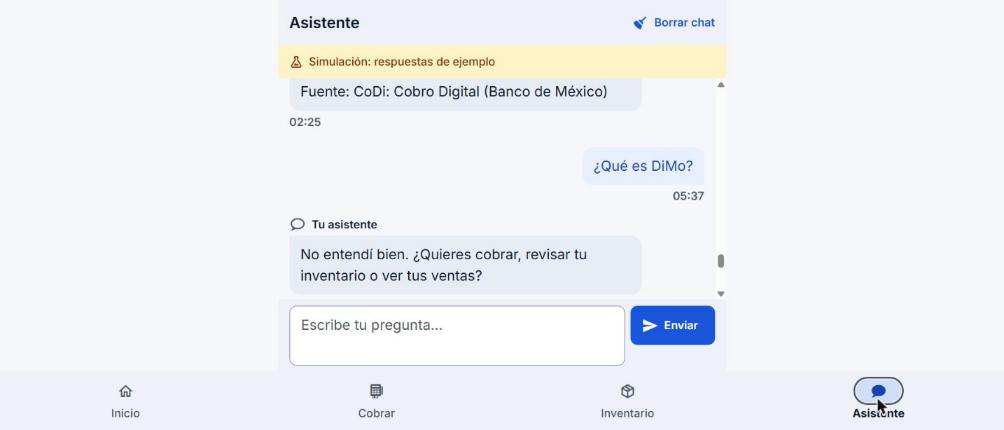 Asistente
Borrar chat
Simulación: respuestas de ejemplo
Fuente: CoDi: Cobro Digital (Banco de México)
02:25
¿Qué es DiMo?
05:37
Tu asistente
No entendí bien. ¿Quieres cobrar, revisar tu
inventario o ver tus ventas?
Escribe tu pregunta...
Enviar
Inicio
Cobrar
Inventario
Asistente